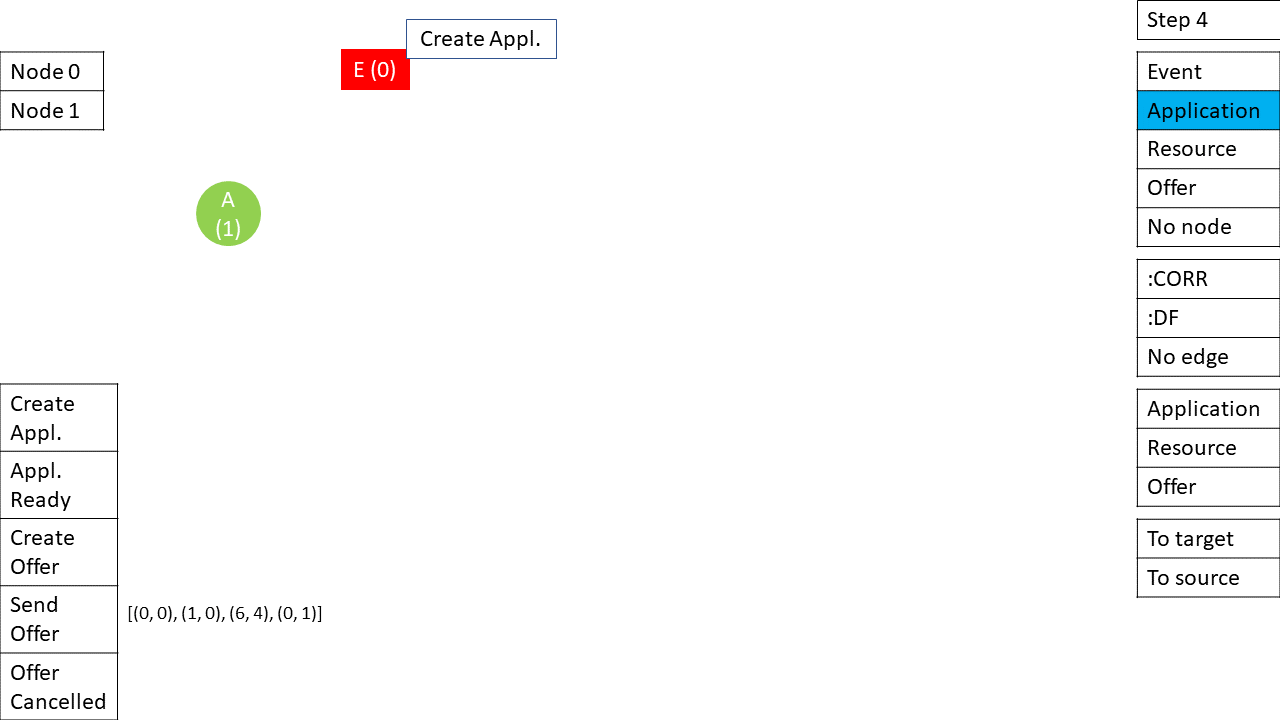 Create Appl.
Step 4
Node 0
E (0)
Event
Node 1
Application
Resource
Offer
No node
A
(1)
:CORR
:DF
No edge
Create
Appl.
Appl.
Ready
Create
Offer
Send
Offer
Offer
Cancelled
[(0, 0), (1, 0), (6, 4), (0, 1)]
Application
Resource
Offer
To target
To source